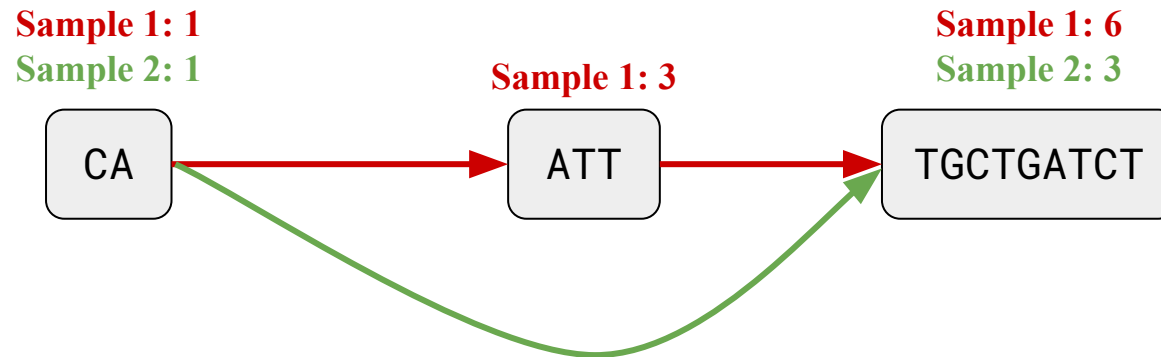 Sample 1: 1
Sample 2: 1
Sample 1: 3
Sample 1: 6
Sample 2: 3
CA
ATT
TGCTGATCT